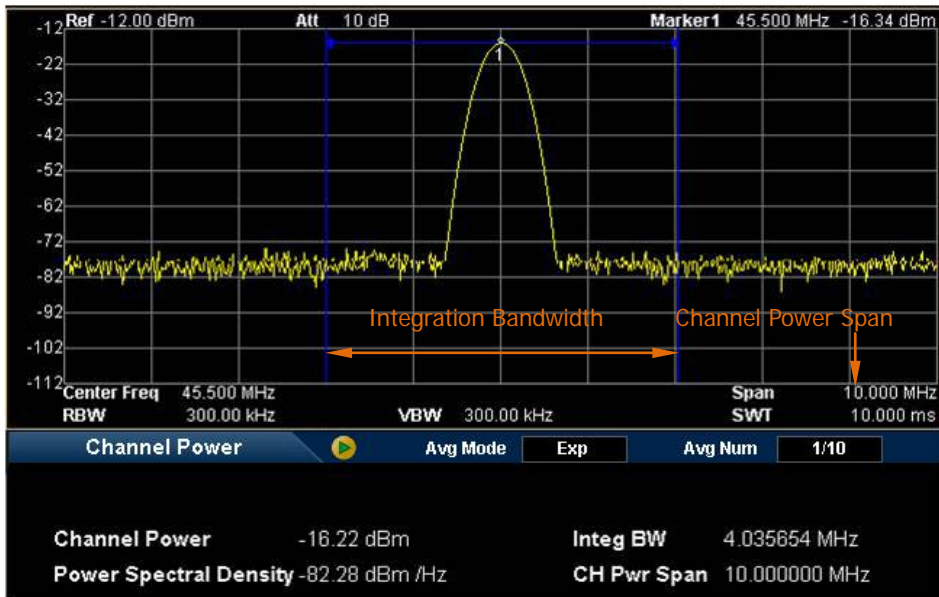 Ref -12.00 dBm Att 10 dB Marker1 45.500 MHz -16.34 dBm
-12
1
-22
-32
-42
-52
-62
-72
-82
-92
Integration Bandwidth Channel Power Span
-102
-112
Center Freq 45.500 MHz Span 10.000 MHz
RBW 300.00 kHz VBW 300.00 kHz SWT 10.000 ms
Channel Power Avg Mode Exp Avg Num 1/10
Channel Power -16.22 dBm Integ BW 4.035654 MHz
Power Spectral Density -82.28 dBm /Hz CH Pwr Span 10.000000 MHz